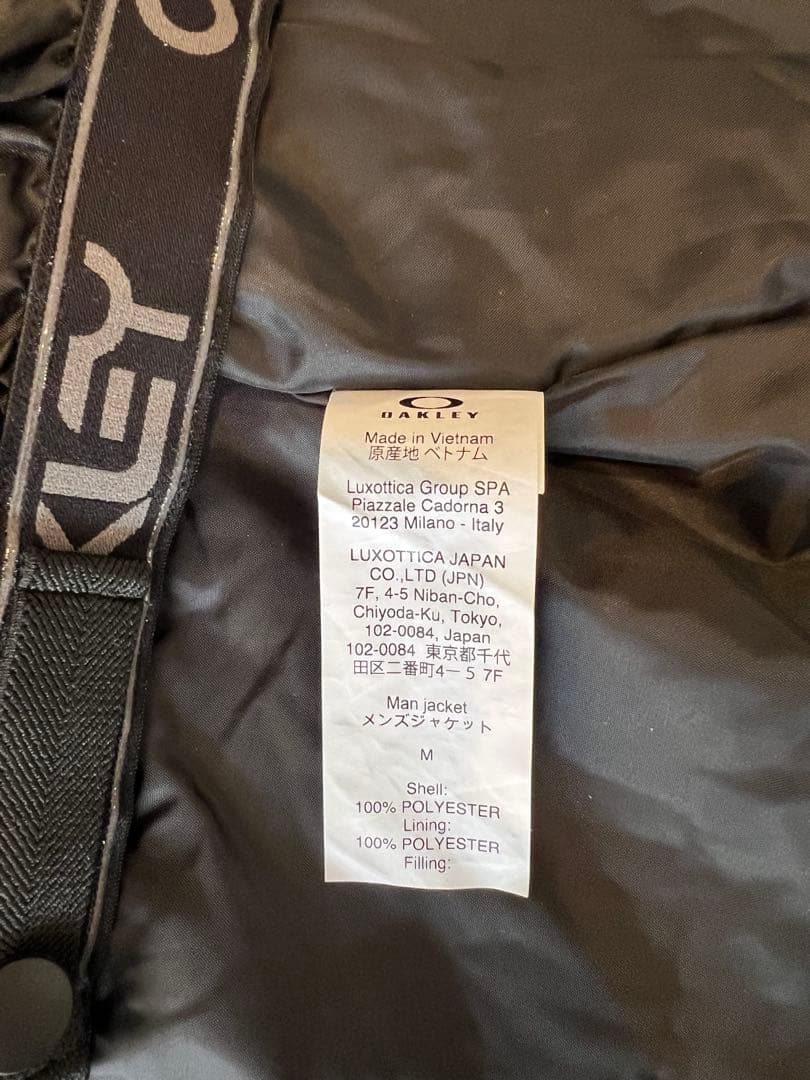 OAKLEY
Made in Vietnam
原産地 ベトナム
Luxottica Group SPA
Piazzale Cadorna 3
20123 Milano - Italy
LUXOTTICA JAPAN
CO.,LTD (JPN)
7F, 4-5 Niban-Cho,
Chiyoda-Ku, Tokyo,
102-0084, Japan
102-0084 東京都千代
田区二番町4ー5 7F
Man jacket
メンズジャケット
M
Shell:
100% POLYESTER
Lining:
100% POLYESTER
Filling:
KLEY
O